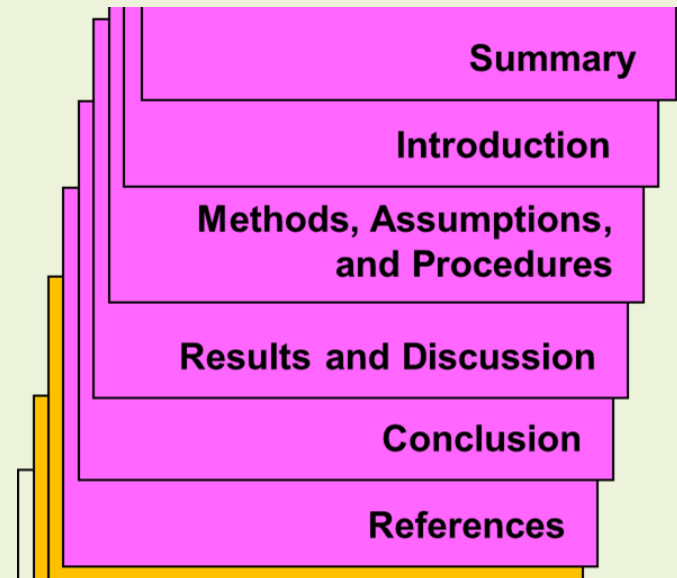 Summary
Introduction
Methods, Assumptions,
and Procedures
Results and Discussion
Conclusion
References